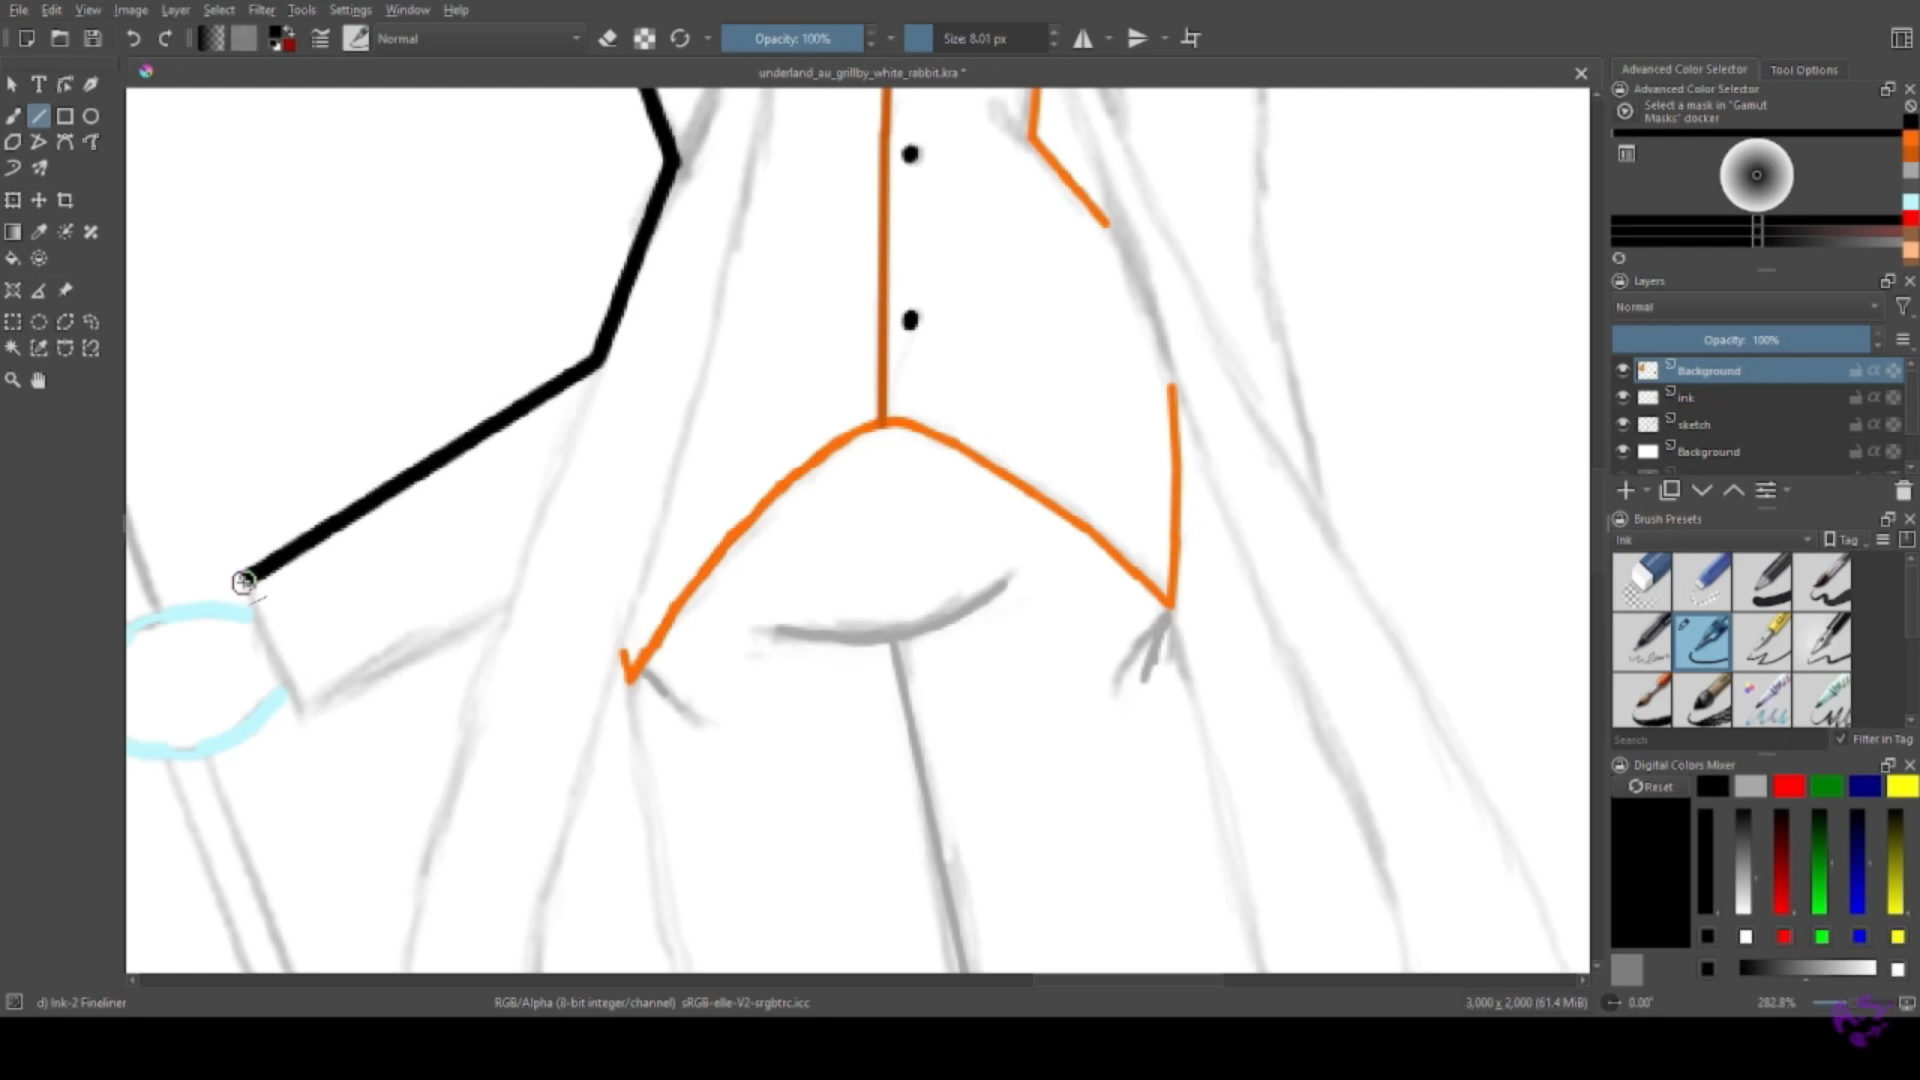 File Edit View Image Layer Select Filter Tools Settings Window Help
Normal Opacity: 100% Size: 8.01 px
underland_au_grillby_white_rabbit.kra *
Advanced Color Selector Tool Options
Advanced Color Selector
Select a mask in "Gamut
Masks" docker
Layers
Normal
Opacity: 100%
Background
ink
sketch
Background
Brush Presets
Ink Tag
Search Filter in Tag
Digital Colors Mixer
Reset
d) Ink-2 Fineliner RGB/Alpha (8-bit integer/channel) sRGB-elle-V2-srgbtrc.icc 3,000 x 2,000 (61.4 MiB) 0.00° 282.8%